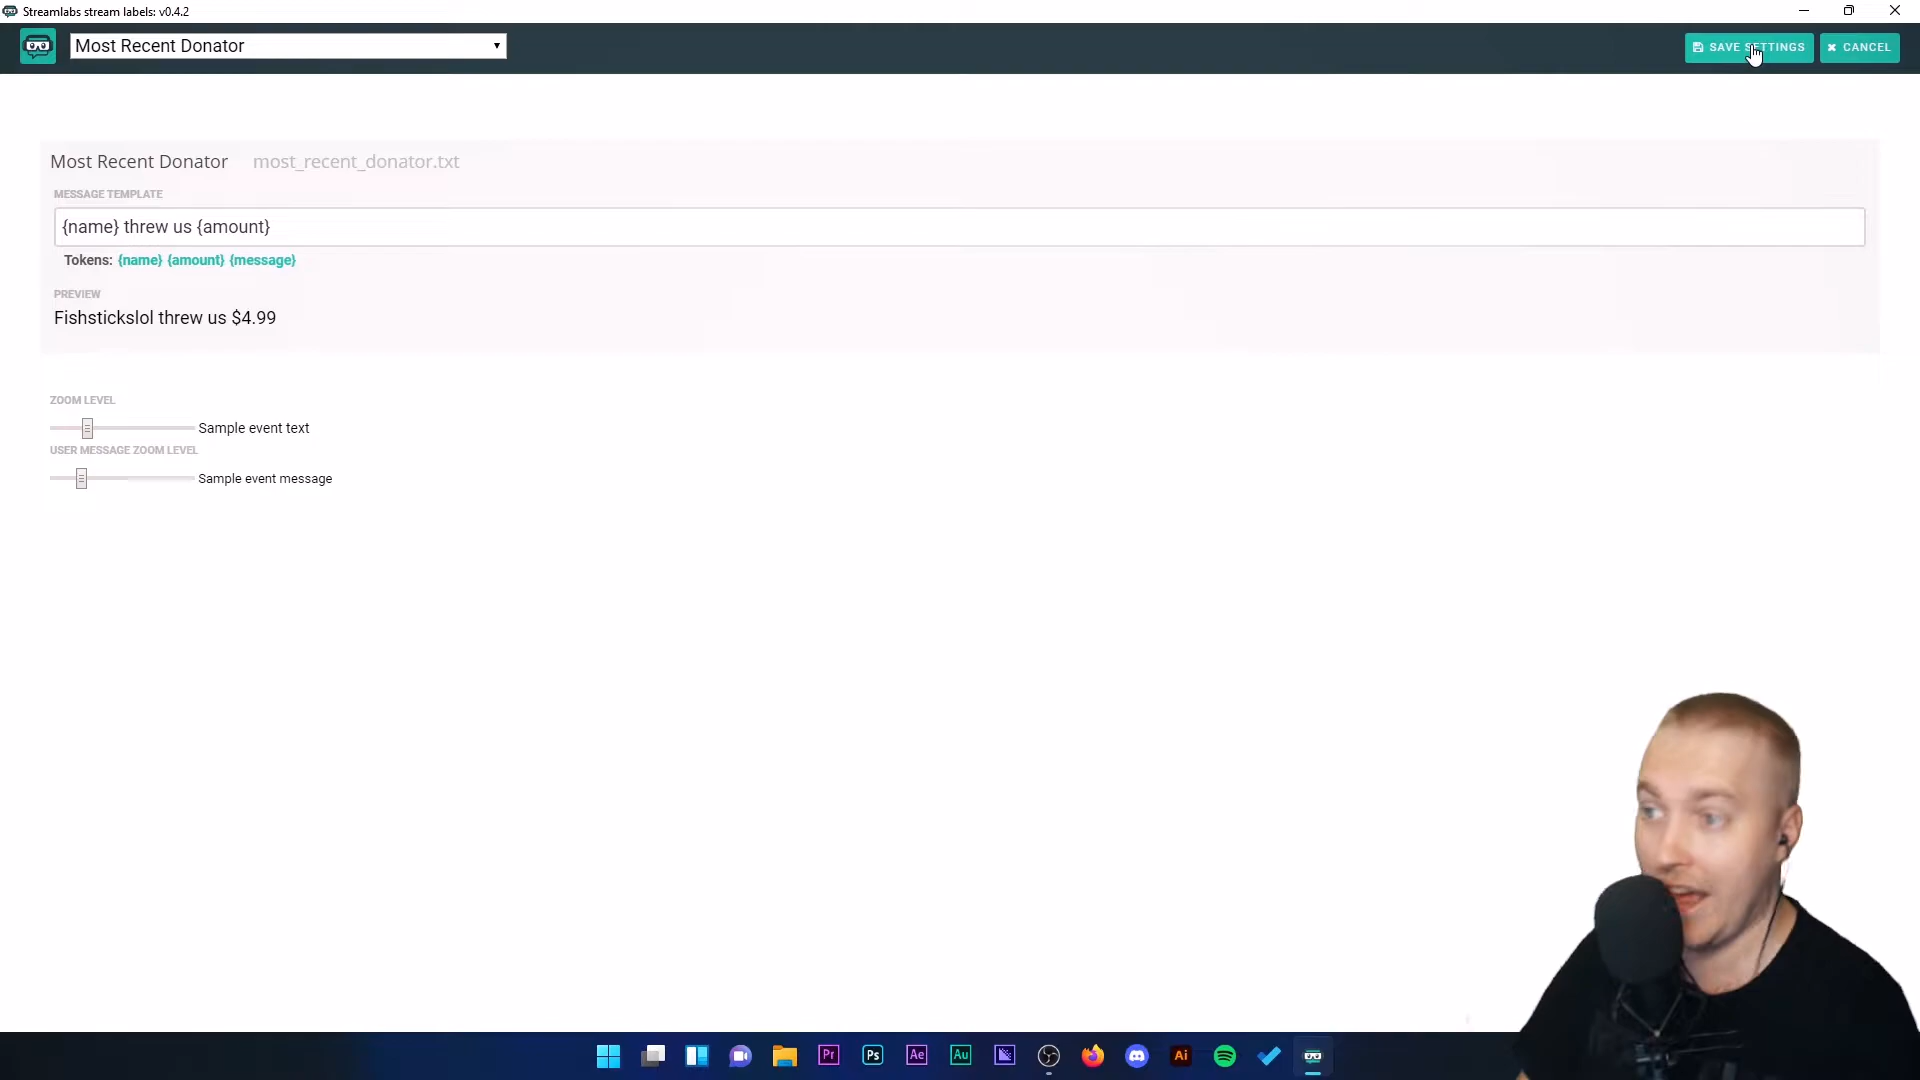 Streamlabs stream labels: v0.4.2
Most Recent Donator
SAVE SETTINGS
CANCEL
Most Recent Donator most_recent_donator.txt
MESSAGE TEMPLATE
{name} threw us {amount}
Tokens: {name} {amount} {message}
PREVIEW
Fishstickslol threw us $4.99
ZOOM LEVEL
Sample event text
USER MESSAGE ZOOM LEVEL
Sample event message
Pr Ps Ae Au Ai